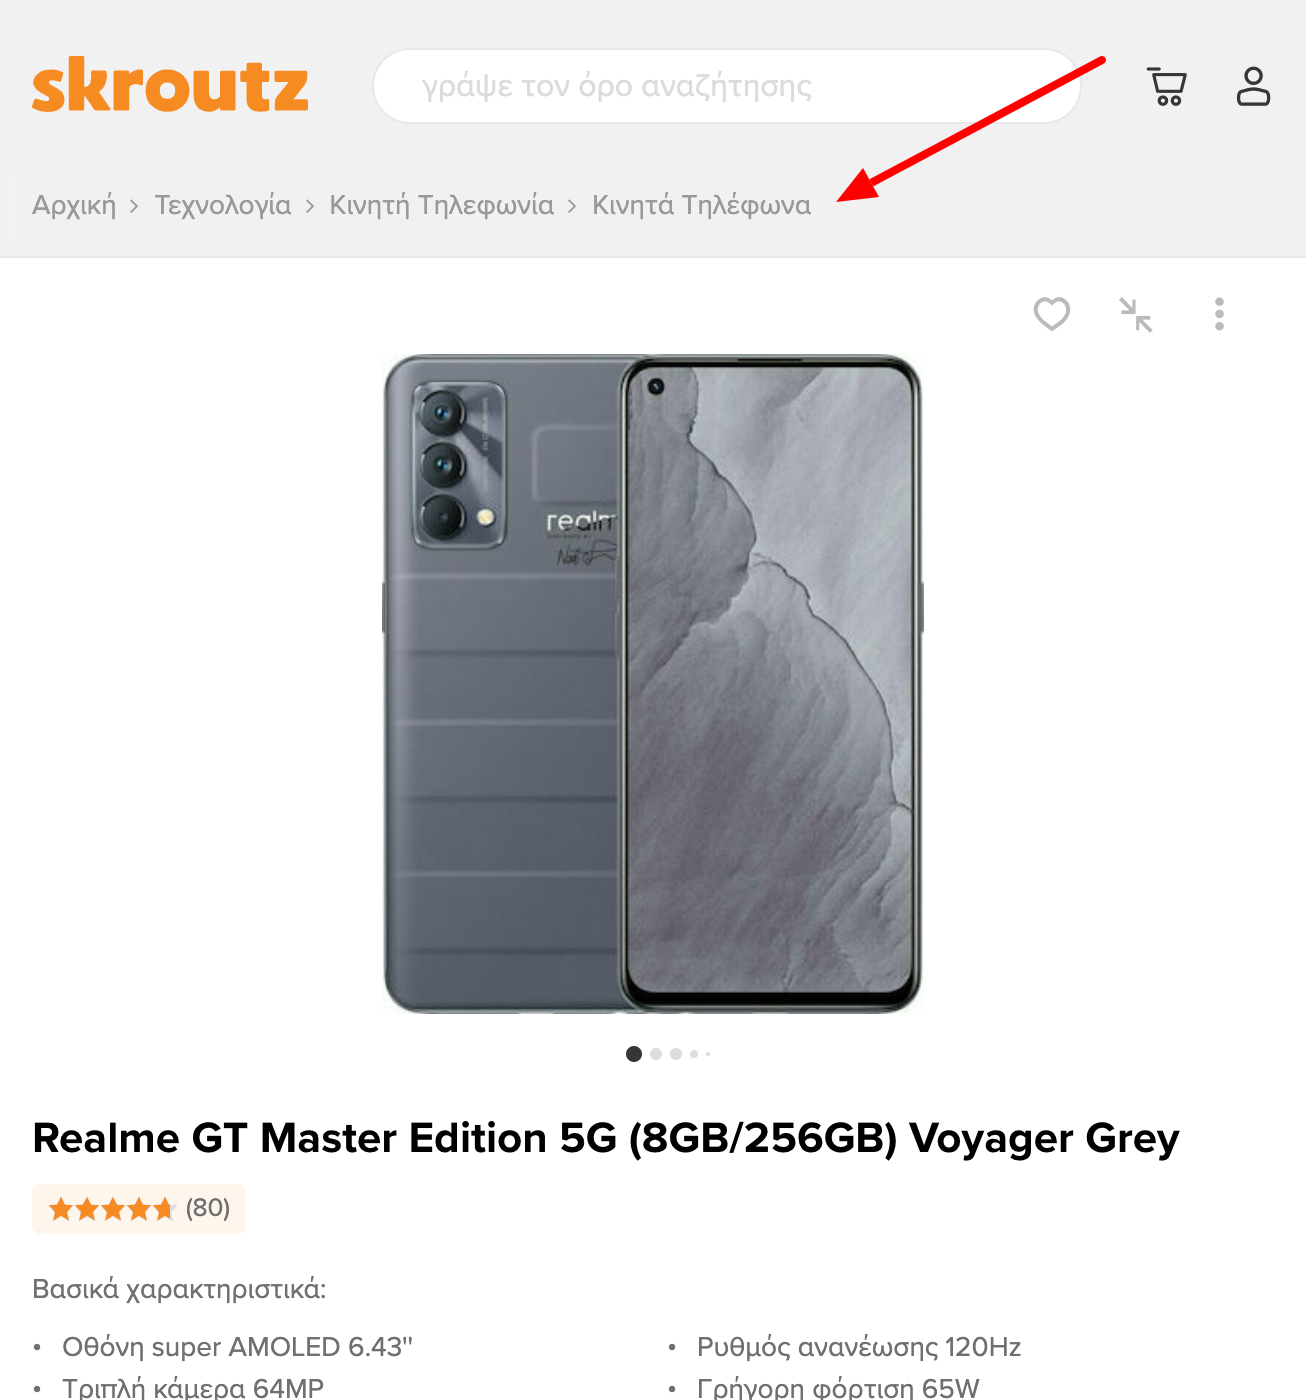 skroutz
γράψε τον όρο αναζήτησης
Αρχική > Τεχνολογία > Κινητή Τηλεφωνία > Κινητά Τηλέφωνα
realm
Realme GT Master Edition 5G (8GB/256GB) Voyager Grey
(80)
Βασικά χαρακτηριστικά:
• Οθόνη super AMOLED 6.43"
• Ρυθμός ανανέωσης 120Hz
• Τριπλή κάμερα 64MP
• Γρήγορη φόρτιση 65W